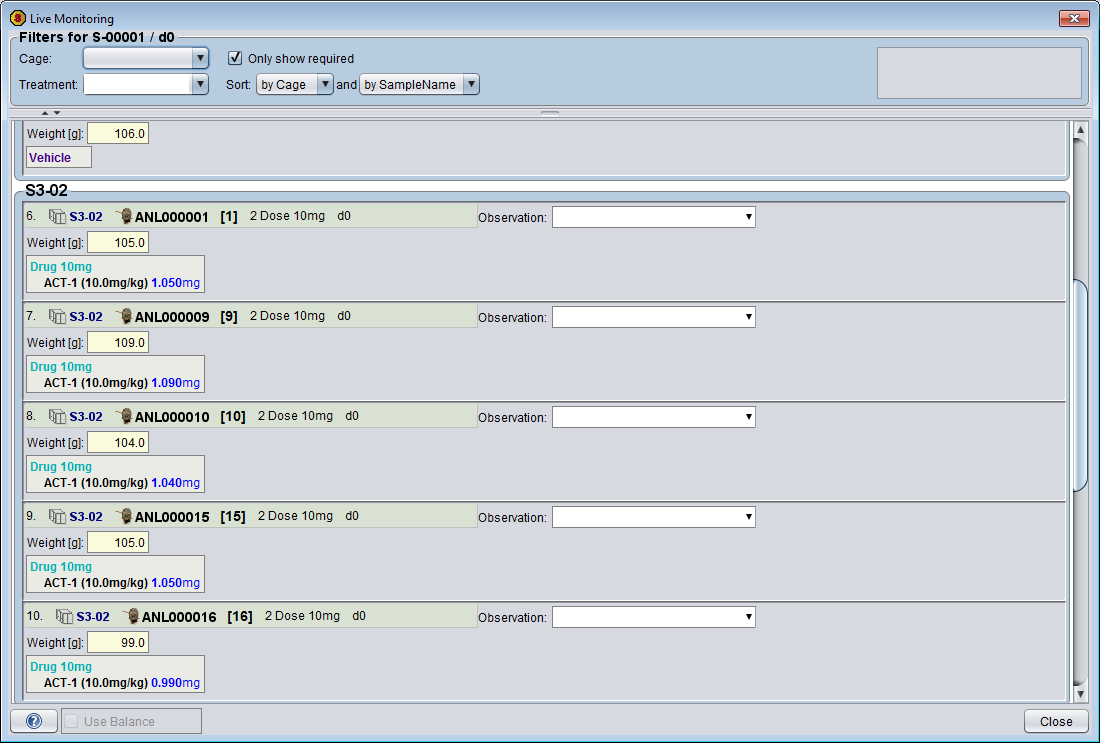 Live Monitoring
Filters for S-00001 / d0
Cage:
Only show required
Treatment:
Sort: by Cage and by SampleName
Weight [g]: 106.0
Vehicle
S3-02
6. S3-02 ANL000001 [1] 2 Dose 10mg d0 Observation:
Weight [g]: 105.0
Drug 10mg
ACT-1 (10.0mg/kg) 1.050mg
7. S3-02 ANL000009 [9] 2 Dose 10mg d0 Observation:
Weight [g]: 109.0
Drug 10mg
ACT-1 (10.0mg/kg) 1.090mg
8. S3-02 ANL000010 [10] 2 Dose 10mg d0 Observation:
Weight [g]: 104.0
Drug 10mg
ACT-1 (10.0mg/kg) 1.040mg
9. S3-02 ANL000015 [15] 2 Dose 10mg d0 Observation:
Weight [g]: 105.0
Drug 10mg
ACT-1 (10.0mg/kg) 1.050mg
10. S3-02 ANL000016 [16] 2 Dose 10mg d0 Observation:
Weight [g]: 99.0
Drug 10mg
ACT-1 (10.0mg/kg) 0.990mg
? Use Balance Close